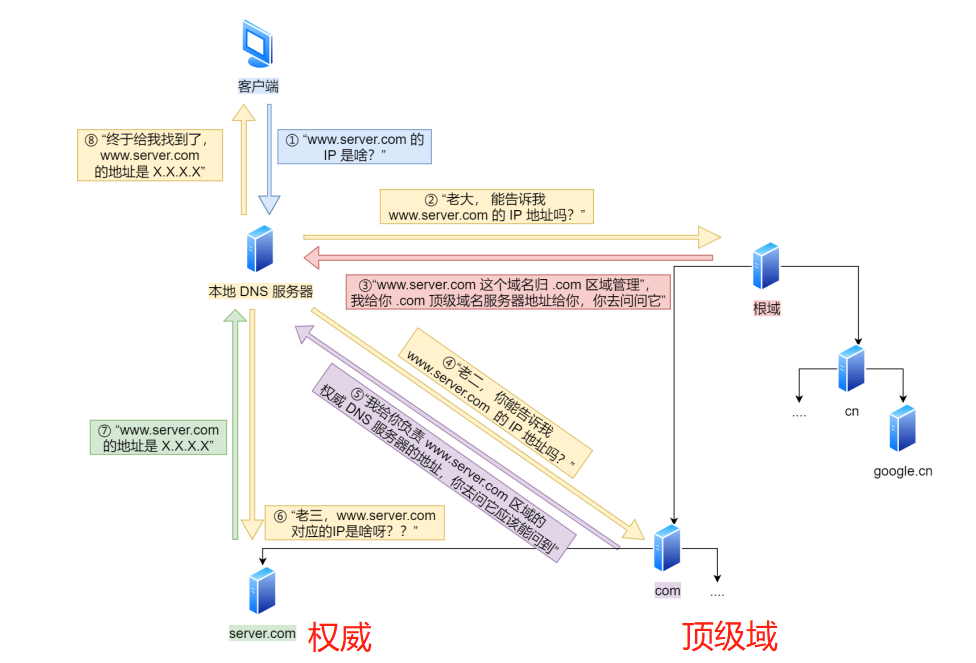 客户端
① “www.server.com 的
IP 是啥？”
⑧ “终于给我找到了，
www.server.com
的地址是 X.X.X.X”
② “老大， 能告诉我
www.server.com 的 IP 地址吗？”
本地 DNS 服务器
③“www.server.com 这个域名归 .com 区域管理”，
我给你 .com 顶级域名服务器地址给你，你去问问它”
根域
④“老二， 你能告诉我
www.server.com 的 IP 地址吗？”
⑤ “我给你负责 www.server.com 区域的
权威 DNS 服务器的地址，你去问它应该能问到”
....
cn
google.cn
⑦ “www.server.com
的地址是 X.X.X.X”
⑥ “老三，www.server.com
对应的IP是啥呀？？”
com
....
server.com
权威
顶级域